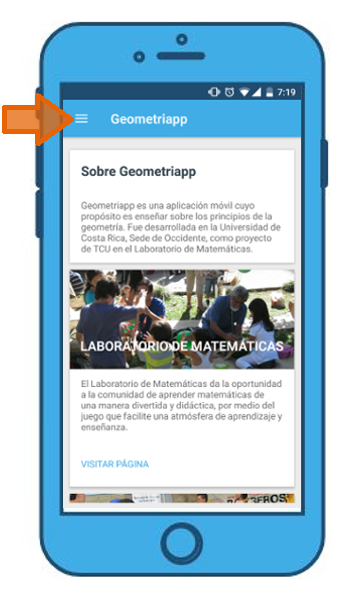 7:19
Geometriapp
Sobre Geometriapp
Geometriapp es una aplicación móvil cuyo
propósito es enseñar sobre los principios de la
geometría. Fue desarrollada en la Universidad de
Costa Rica, Sede de Occidente, como proyecto
de TCU en el Laboratorio de Matemáticas.
LABORATORIO DE MATEMÁTICAS
El Laboratorio de Matemáticas da la oportunidad
a la comunidad de aprender matemáticas de
una manera divertida y didáctica, por medio del
juego que facilite una atmósfera de aprendizaje y
enseñanza.
VISITAR PÁGINA